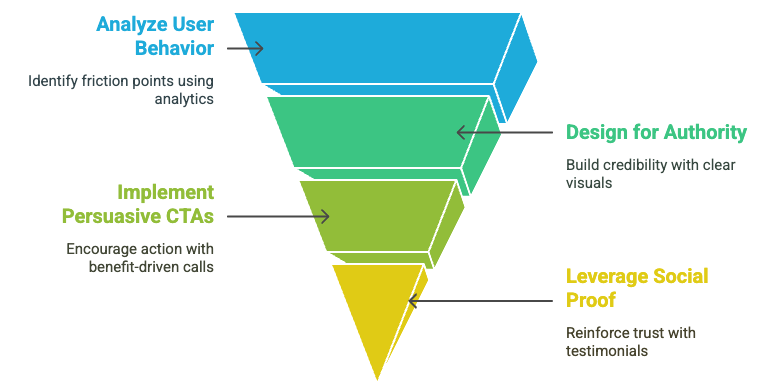 Analyze User
Behavior
Identify friction points using
analytics
Design for Authority
Build credibility with clear
visuals
Implement
Persuasive CTAs
Encourage action with
benefit-driven calls
Leverage Social
Proof
Reinforce trust with
testimonials